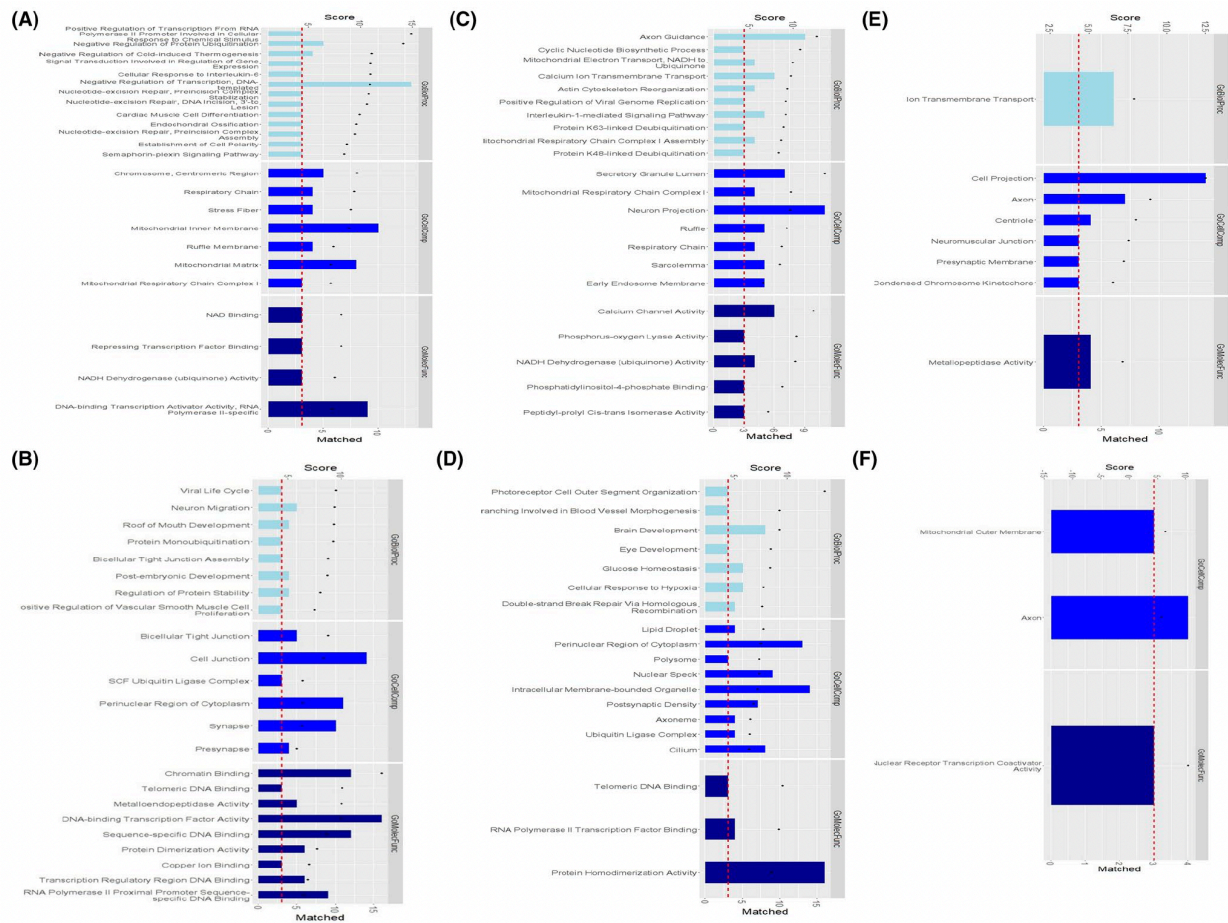 (A)
Score
5
10
15
Positive Regulation of Transcription From RNA
Polymerase II Promoter Involved in Cellular
Response to Chemical Stimulus
Negative Regulation of Protein Ubiquitination
Negative Regulation of Cold-induced Thermogenesis
Signal Transduction Involved in Regulation of Gene
Expression
Cellular Response to Interleukin-6
Negative Regulation of Transcription, DNA-
templated
Nucleotide-excision Repair, Preincision Complex
Stabilization
Nucleotide-excision Repair, DNA Incision, 3'-to
Lesion
Cardiac Muscle Cell Differentiation
Endochondral Ossification
Nucleotide-excision Repair, Preincision Complex
Assembly
Establishment of Cell Polarity
Semaphorin-plexin Signaling Pathway
GoBiolProc
Chromosome, Centromeric Region
Respiratory Chain
Stress Fiber
Mitochondrial Inner Membrane
Ruffle Membrane
Mitochondrial Matrix
Mitochondrial Respiratory Chain Complex I
GoCellComp
NAD Binding
Repressing Transcription Factor Binding
NADH Dehydrogenase (ubiquinone) Activity
DNA-binding Transcription Activator Activity, RNA
Polymerase II-specific
GoMolecFunc
0
5
10
Matched
(B)
Score
5
10
Viral Life Cycle
Neuron Migration
Roof of Mouth Development
Protein Monoubiquitination
Bicellular Tight Junction Assembly
Post-embryonic Development
Regulation of Protein Stability
ositive Regulation of Vascular Smooth Muscle Cell
Proliferation
GoBiolProc
Bicellular Tight Junction
Cell Junction
SCF Ubiquitin Ligase Complex
Perinuclear Region of Cytoplasm
Synapse
Presynapse
GoCellComp
Chromatin Binding
Telomeric DNA Binding
Metalloendopeptidase Activity
DNA-binding Transcription Factor Activity
Sequence-specific DNA Binding
Protein Dimerization Activity
Copper Ion Binding
Transcription Regulatory Region DNA Binding
RNA Polymerase II Proximal Promoter Sequence-
specific DNA Binding
GoMolecFunc
0
5
10
15
Matched
(C)
Score
5
10
Axon Guidance
Cyclic Nucleotide Biosynthetic Process
Mitochondrial Electron Transport, NADH to
Ubiquinone
Calcium Ion Transmembrane Transport
Actin Cytoskeleton Reorganization
Positive Regulation of Viral Genome Replication
Interleukin-1-mediated Signaling Pathway
Protein K63-linked Deubiquitination
litochondrial Respiratory Chain Complex I Assembly
Protein K48-linked Deubiquitination
GoBiolProc
Secretory Granule Lumen
Mitochondrial Respiratory Chain Complex I
Neuron Projection
Ruffle
Respiratory Chain
Sarcolemma
Early Endosome Membrane
GoCellComp
Calcium Channel Activity
Phosphorus-oxygen Lyase Activity
NADH Dehydrogenase (ubiquinone) Activity
Phosphatidylinositol-4-phosphate Binding
Peptidyl-prolyl Cis-trans Isomerase Activity
GoMolecFunc
0
3
6
9
Matched
(D)
Score
5
10
Photoreceptor Cell Outer Segment Organization
ranching Involved in Blood Vessel Morphogenesis
Brain Development
Eye Development
Glucose Homeostasis
Cellular Response to Hypoxia
Double-strand Break Repair Via Homologous
Recombination
GoBiolProc
Lipid Droplet
Perinuclear Region of Cytoplasm
Polysome
Nuclear Speck
Intracellular Membrane-bounded Organelle
Postsynaptic Density
Axoneme
Ubiquitin Ligase Complex
Cilium
GoCellComp
Telomeric DNA Binding
RNA Polymerase II Transcription Factor Binding
Protein Homodimerization Activity
GoMolecFunc
0
5
10
15
Matched
(E)
Score
2.5
5.0
7.5
10.0
12.5
Ion Transmembrane Transport
GoBiolProc
Cell Projection
Axon
Centriole
Neuromuscular Junction
Presynaptic Membrane
Condensed Chromosome Kinetochore
GoCellComp
Metallopeptidase Activity
GoMolecFunc
0
5
10
Matched
(F)
Score
-15
-10
-5
0
5
10
Mitochondrial Outer Membrane
Axon
GoCellComp
Nuclear Receptor Transcription Coactivator
Activity
GoMolecFunc
0
1
2
3
4
Matched